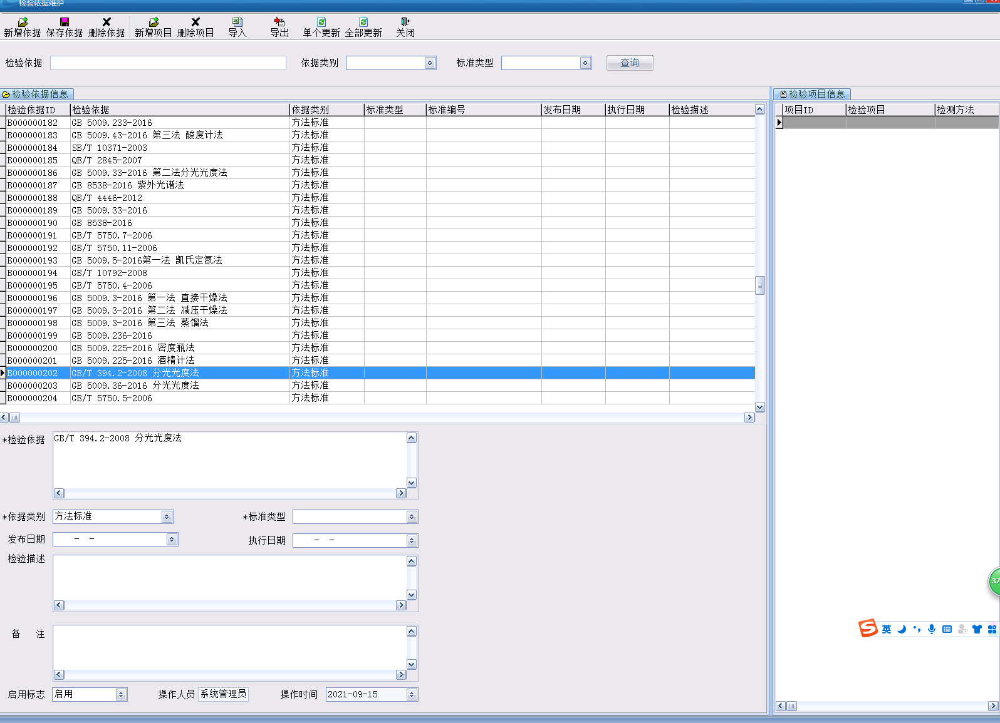 检验依据维护
新增依据 保存依据 删除依据 新增项目 删除项目 导入 导出 单个更新 全部更新 关闭
检验依据 依据类别 标准类型 查询
检验依据信息 检验项目信息
检验依据ID 检验依据 依据类别 标准类型 标准编号 发布日期 执行日期 检验描述 项目ID 检验项目 检测方法
B000000182 GB 5009.233-2016 方法标准
B000000183 GB 5009.43-2016 第三法 酸度计法 方法标准
B000000184 SB/T 10371-2003 方法标准
B000000185 QB/T 2845-2007 方法标准
B000000186 GB 5009.33-2016 第二法分光光度法 方法标准
B000000187 GB 8538-2016 紫外光谱法 方法标准
B000000188 QB/T 4446-2012 方法标准
B000000189 GB 5009.33-2016 方法标准
B000000190 GB 8538-2016 方法标准
B000000191 GB/T 5750.7-2006 方法标准
B000000192 GB/T 5750.11-2006 方法标准
B000000193 GB 5009.5-2016第一法 凯氏定氮法 方法标准
B000000194 GB/T 10792-2008 方法标准
B000000195 GB/T 5750.4-2006 方法标准
B000000196 GB 5009.3-2016 第一法 直接干燥法 方法标准
B000000197 GB 5009.3-2016 第二法 减压干燥法 方法标准
B000000198 GB 5009.3-2016 第三法 蒸馏法 方法标准
B000000199 GB 5009.236-2016 方法标准
B000000200 GB 5009.225-2016 密度瓶法 方法标准
B000000201 GB 5009.225-2016 酒精计法 方法标准
B000000202 GB/T 394.2-2008 分光光度法 方法标准
B000000203 GB 5009.36-2016 分光光度法 方法标准
B000000204 GB/T 5750.5-2006 方法标准
*检验依据 GB/T 394.2-2008 分光光度法
*依据类别 方法标准 *标准类型
发布日期 - - 执行日期 - -
检验描述
37
英
备 注
启用标志 启用 操作人员 系统管理员 操作时间 2021-09-15